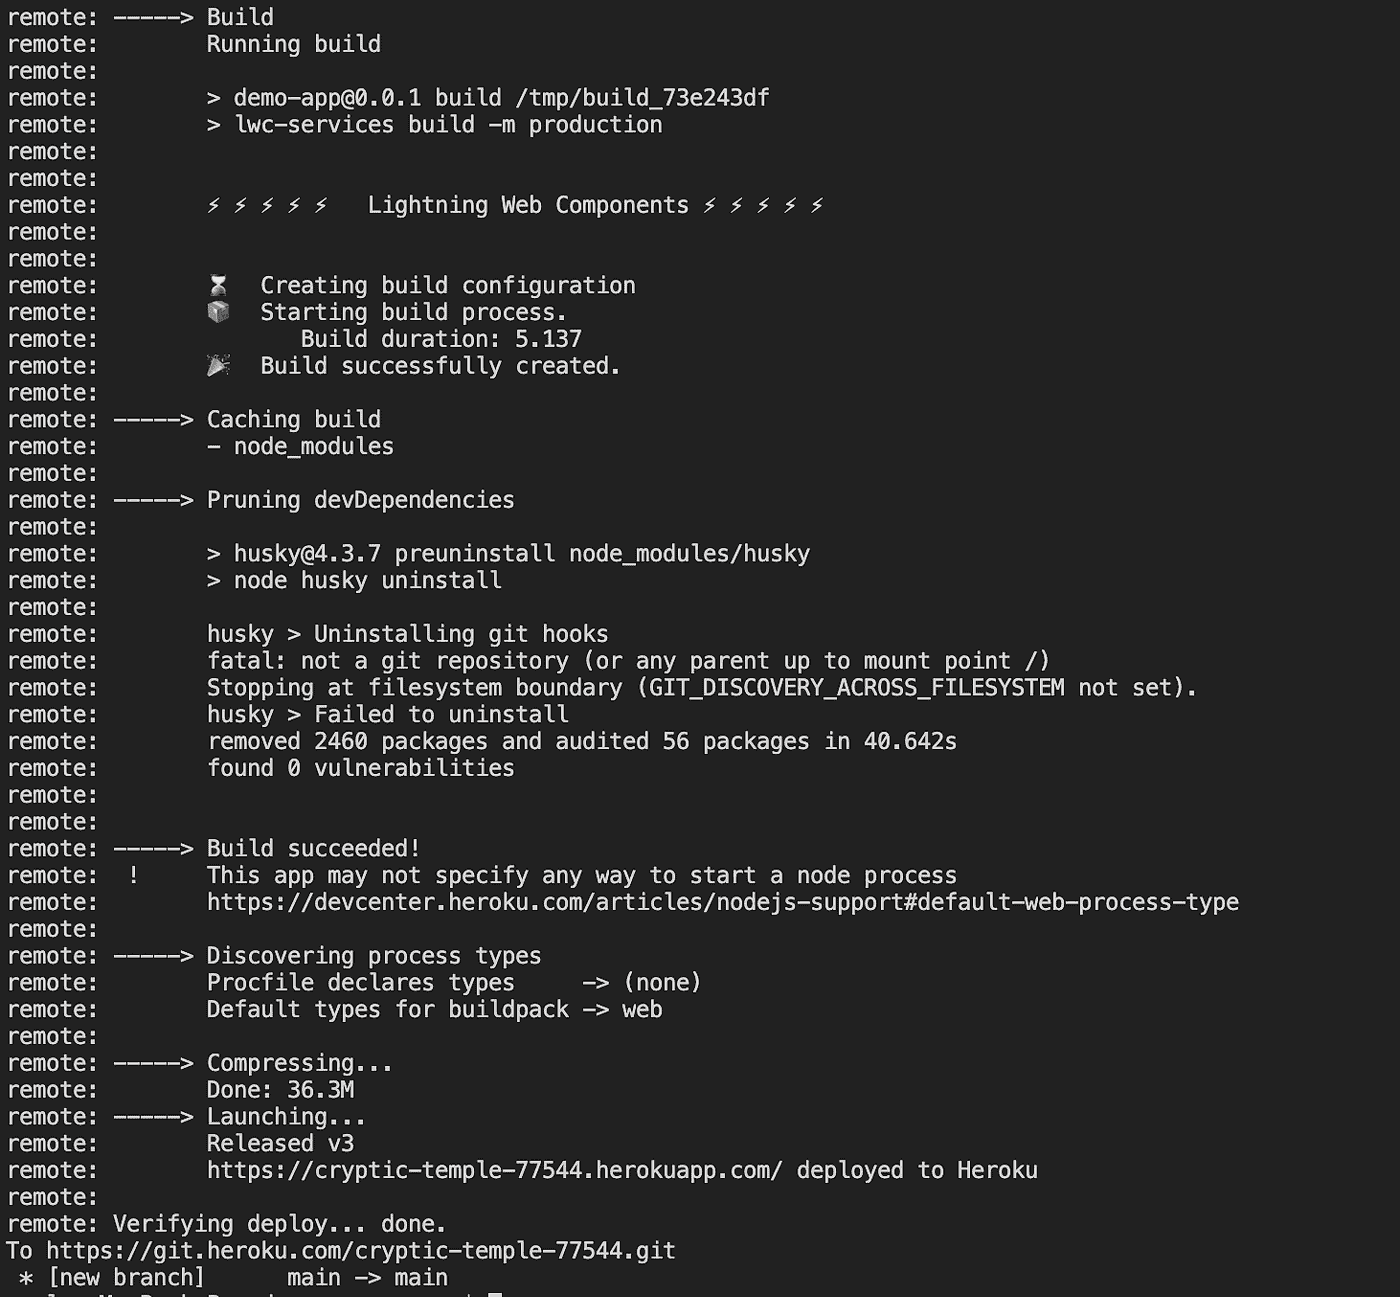 remote: -----> Build
remote:        Running build
remote:
remote:        > demo-app@0.0.1 build /tmp/build_73e243df
remote:        > lwc-services build -m production
remote:
remote:
remote:        ⚡ ⚡ ⚡ ⚡ ⚡   Lightning Web Components ⚡ ⚡ ⚡ ⚡ ⚡
remote:
remote:
remote:        ⏳  Creating build configuration
remote:        📦  Starting build process.
remote:               Build duration: 5.137
remote:        🎉  Build successfully created.
remote:
remote: -----> Caching build
remote:        - node_modules
remote:
remote: -----> Pruning devDependencies
remote:
remote:        > husky@4.3.7 preuninstall node_modules/husky
remote:        > node husky uninstall
remote:
remote:        husky > Uninstalling git hooks
remote:        fatal: not a git repository (or any parent up to mount point /)
remote:        Stopping at filesystem boundary (GIT_DISCOVERY_ACROSS_FILESYSTEM not set).
remote:        husky > Failed to uninstall
remote:        removed 2460 packages and audited 56 packages in 40.642s
remote:        found 0 vulnerabilities
remote:
remote:
remote: -----> Build succeeded!
remote:  !     This app may not specify any way to start a node process
remote:        https://devcenter.heroku.com/articles/nodejs-support#default-web-process-type
remote:
remote: -----> Discovering process types
remote:        Procfile declares types     -> (none)
remote:        Default types for buildpack -> web
remote:
remote: -----> Compressing...
remote:        Done: 36.3M
remote: -----> Launching...
remote:        Released v3
remote:        https://cryptic-temple-77544.herokuapp.com/ deployed to Heroku
remote:
remote: Verifying deploy... done.
To https://git.heroku.com/cryptic-temple-77544.git
 * [new branch]      main -> main